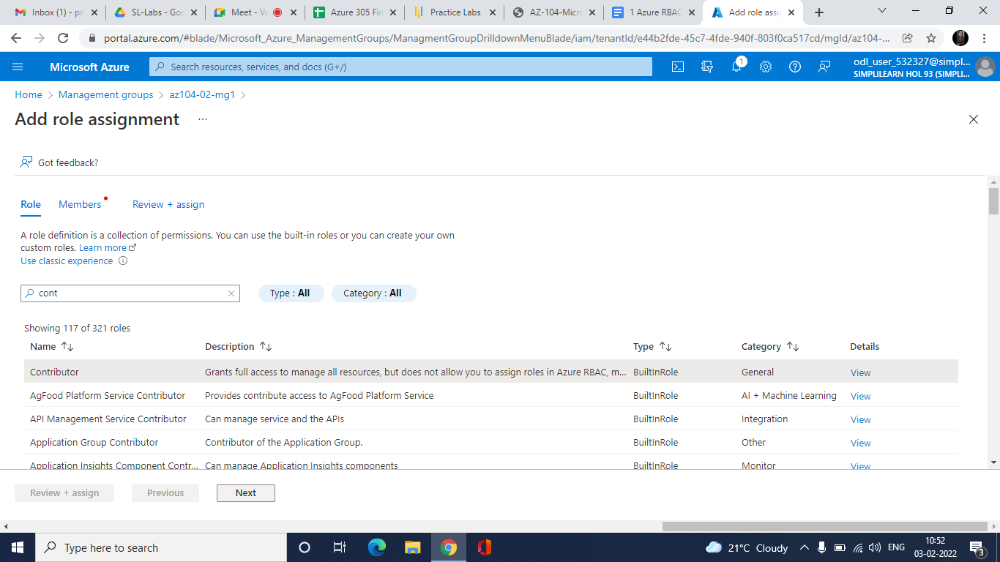 Inbox (1) - pr
SL-Labs - Goo
Meet - Va
Azure 305 Fin
Practice Labs
AZ-104-Micro
1 Azure RBAC
Add role assig
portal.azure.com/#blade/Microsoft_Azure_ManagementGroups/ManagmentGroupDrilldownMenuBlade/iam/tenantId/e44b2fde-45c7-4fde-940f-803f0ca517cd/mgId/az104-...
Microsoft Azure
Search resources, services, and docs (G+/)
1
odl_user_532327@simpl...
SIMPLILEARN HOL 93 (SIMPLI...
Home > Management groups > az104-02-mg1 >
Add role assignment ...
Got feedback?
Role Members Review + assign
A role definition is a collection of permissions. You can use the built-in roles or you can create your own
custom roles. Learn more
Use classic experience
cont
Type : All
Category : All
Showing 117 of 321 roles
Name Description Type Category Details
Contributor Grants full access to manage all resources, but does not allow you to assign roles in Azure RBAC, m... BuiltInRole General View
AgFood Platform Service Contributor Provides contribute access to AgFood Platform Service BuiltInRole AI + Machine Learning View
API Management Service Contributor Can manage service and the APIs BuiltInRole Integration View
Application Group Contributor Contributor of the Application Group. BuiltInRole Other View
Application Insights Component Contr... Can manage Application Insights components BuiltInRole Monitor View
Review + assign Previous Next
Type here to search
21°C Cloudy
ENG
10:52
03-02-2022
3